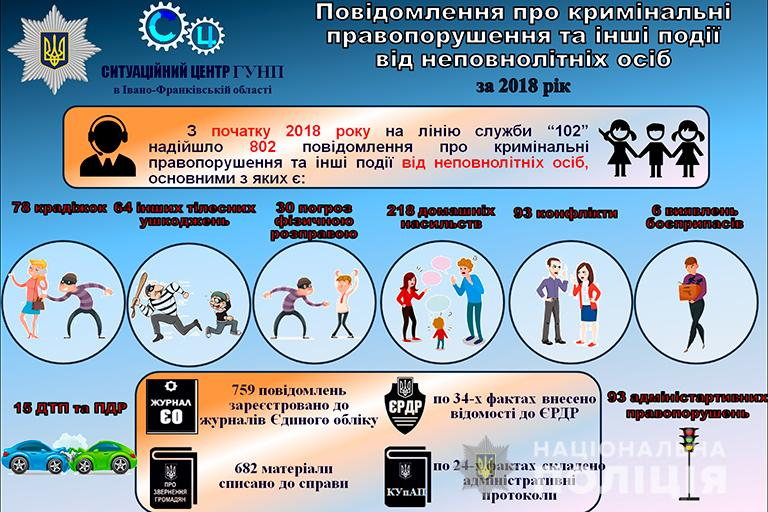 Повідомлення про кримінальні
правопорушення та інші події
від неповнолітніх осіб
за 2018 рік
СЦ
СИТУАЦІЙНИЙ ЦЕНТР ГУНП
в Івано-Франківській області
З початку 2018 року на лінію служби “102”
надійшло 802 повідомлення про кримінальні
правопорушення та інші події від неповнолітніх осіб,
основними з яких є:
78 крадіжок
64 інших тілесних
ушкоджень
30 погроз
фізичною
розправою
218 домашніх
насильств
93 конфлікти
6 виявлень
боєприпасів
15 ДТП та ПДР
ЖУРНАЛ
ЄО
759 повідомлень
зареєстровано до
журналів Єдиного обліку
ЄРДР
по 34-х фактах внесено
відомості до ЄРДР
ПРО
ЗВЕРНЕННЯ
ГРОМАДЯН
682 матеріали
списано до справи
КУпАП
по 24-х фактах складено
адміністративні
протоколи
93 адміністартивних
правопорушень
НАЦІОНАЛЬНА
ПОЛІЦІЯ